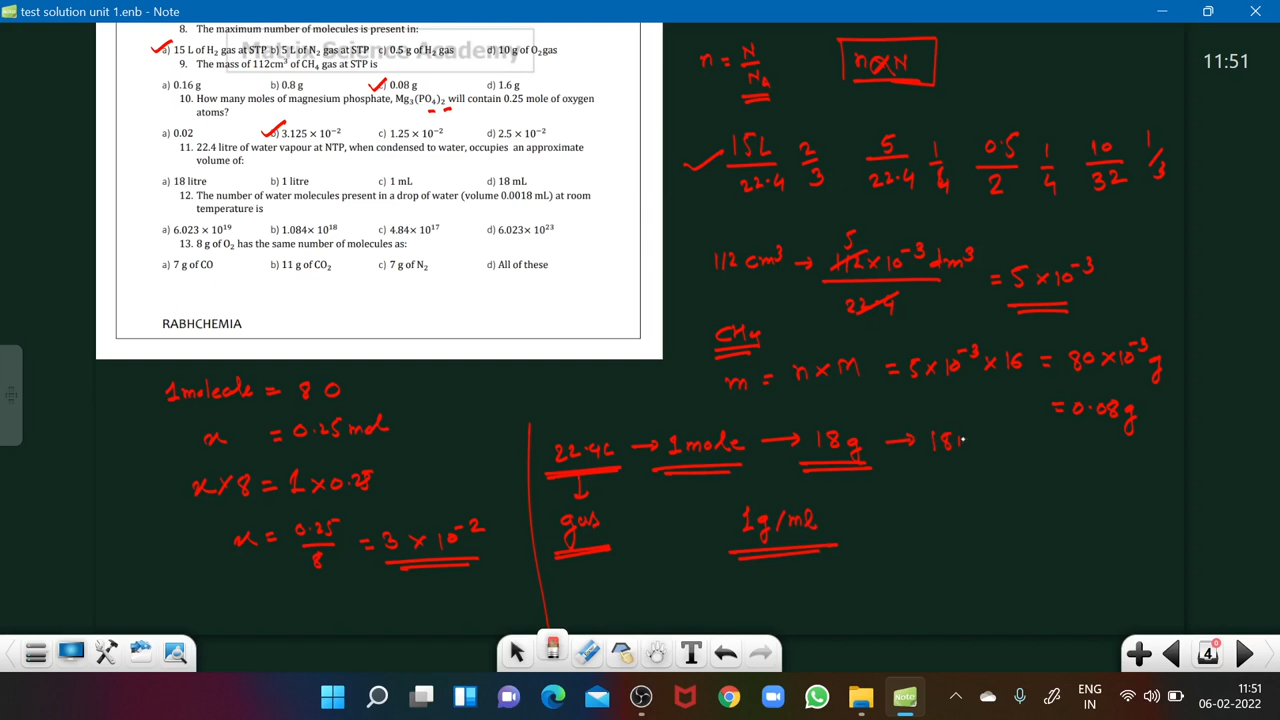 test solution unit 1.enb - Note
8. The maximum number of molecules is present in:
a) 15 L of H₂ gas at STP b) 5 L of N₂ gas at STP c) 0.5 g of H₂ gas d) 10 g of O₂ gas
Matrix Science Academy
9. The mass of 112cm³ of CH₄ gas at STP is
a) 0.16 g b) 0.8 g c) 0.08 g d) 1.6 g
10. How many moles of magnesium phosphate, Mg₃(PO₄)₂ will contain 0.25 mole of oxygen
atoms?
a) 0.02 b) 3.125 × 10⁻² c) 1.25 × 10⁻² d) 2.5 × 10⁻²
11. 22.4 litre of water vapour at NTP, when condensed to water, occupies an approximate
volume of:
a) 18 litre b) 1 litre c) 1 mL d) 18 mL
12. The number of water molecules present in a drop of water (volume 0.0018 mL) at room
temperature is
a) 6.023 × 10¹⁹ b) 1.084 × 10¹⁸ c) 4.84 × 10¹⁷ d) 6.023 × 10²³
13. 8 g of O₂ has the same number of molecules as:
a) 7 g of CO b) 11 g of CO₂ c) 7 g of N₂ d) All of these
RABHCHEMIA
n = N/Nₐ n∝N
11:51
15L/22.4 2/3 5/22.4 1/4 0.5/2 1/4 10/32 1/3
112 cm³ → 5 112×10⁻³ dm³/22.4 = 5×10⁻³
CH₄
m = n×M = 5×10⁻³×16 = 80×10⁻³g
= 0.08g
1molecule = 8 O
x = 0.25mol
x×8 = 1×0.25
x = 0.25/8 = 3×10⁻²
22.4L → 1mole → 18g → 181
↓
gas 1g/ml
T
4
ENG
IN
11:51
06-02-2022
Note